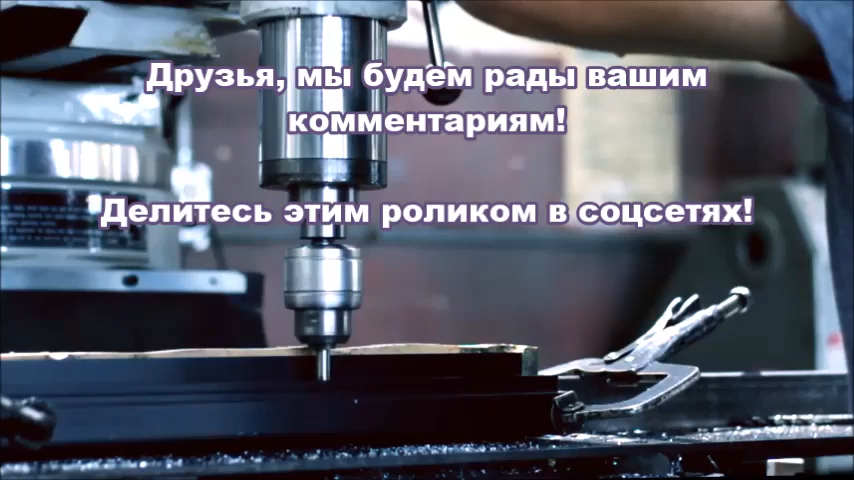 Друзья, мы будем рады вашим
комментариям!
Делитесь этим роликом в соцсетях!